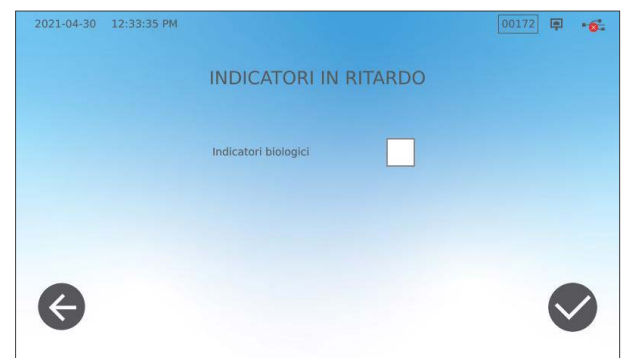 2021-04-30 12:33:35 PM 00172
INDICATORI IN RITARDO
Indicatori biologici